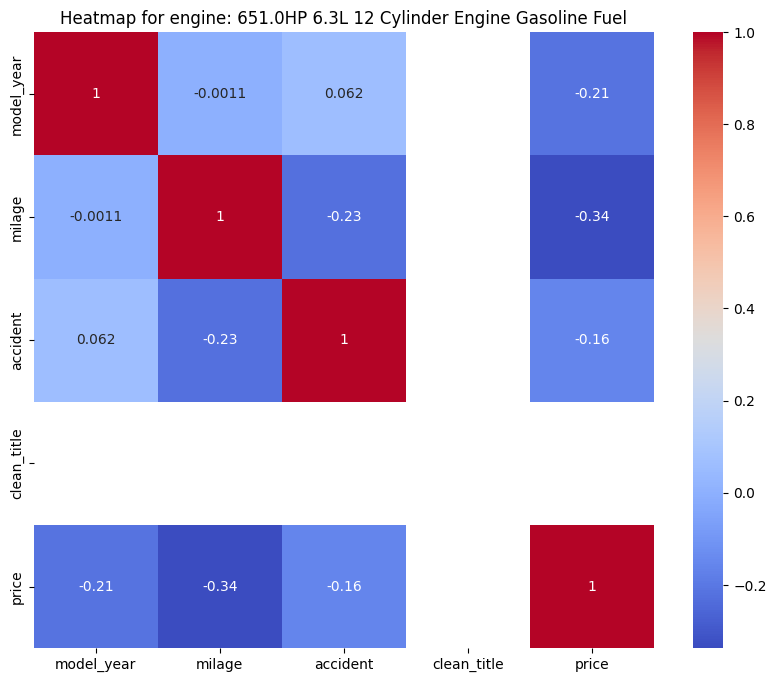 Heatmap for engine: 651.0HP 6.3L 12 Cylinder Engine Gasoline Fuel
model_year 1 -0.0011 0.062 -0.21
milage -0.0011 1 -0.23 -0.34
accident 0.062 -0.23 1 -0.16
clean_title
price -0.21 -0.34 -0.16 1
model_year milage accident clean_title price
1.0
0.8
0.6
0.4
0.2
0.0
−0.2